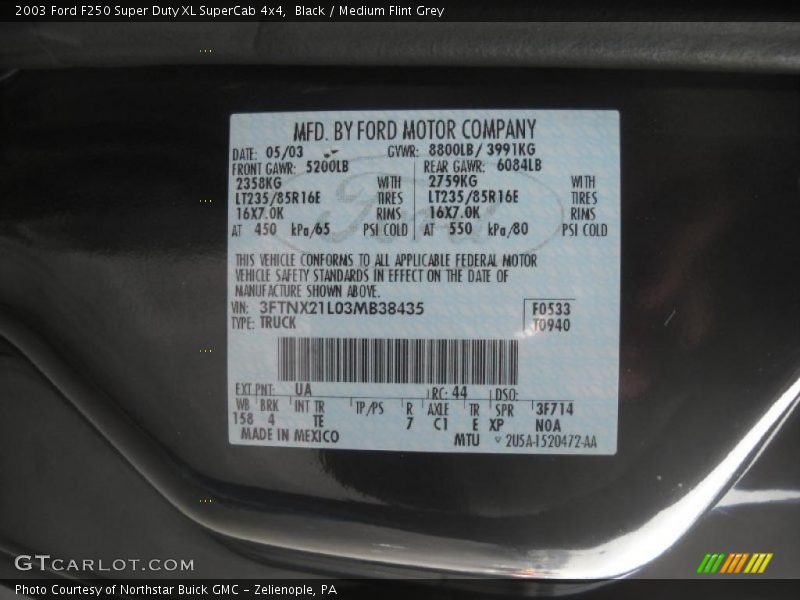 2003 Ford F250 Super Duty XL SuperCab 4x4,  Black / Medium Flint Grey
MFD. BY FORD MOTOR COMPANY
DATE: 05/03 GVWR: 8800LB/ 3991KG
FRONT GAWR: 5200LB REAR GAWR: 6084LB
2358KG WITH 2759KG WITH
LT235/85R16E TIRES LT235/85R16E TIRES
16X7.0K RIMS 16X7.0K RIMS
AT 450 kPa/65 PSI COLD AT 550 kPa/80 PSI COLD
THIS VEHICLE CONFORMS TO ALL APPLICABLE FEDERAL MOTOR
VEHICLE SAFETY STANDARDS IN EFFECT ON THE DATE OF
MANUFACTURE SHOWN ABOVE.
VIN: 3FTNX21L03MB38435 F0533
TYPE: TRUCK T0940
EXT PNT: UA RC: 44 DSO:
WB BRK INT TR TP/PS R AXLE TR SPR 3F714
158 4 TE 7 C1 E XP NOA
MADE IN MEXICO MTU 2U5A-1520472-AA
Ford
GTCARLOT.COM
Photo Courtesy of Northstar Buick GMC - Zelienople, PA